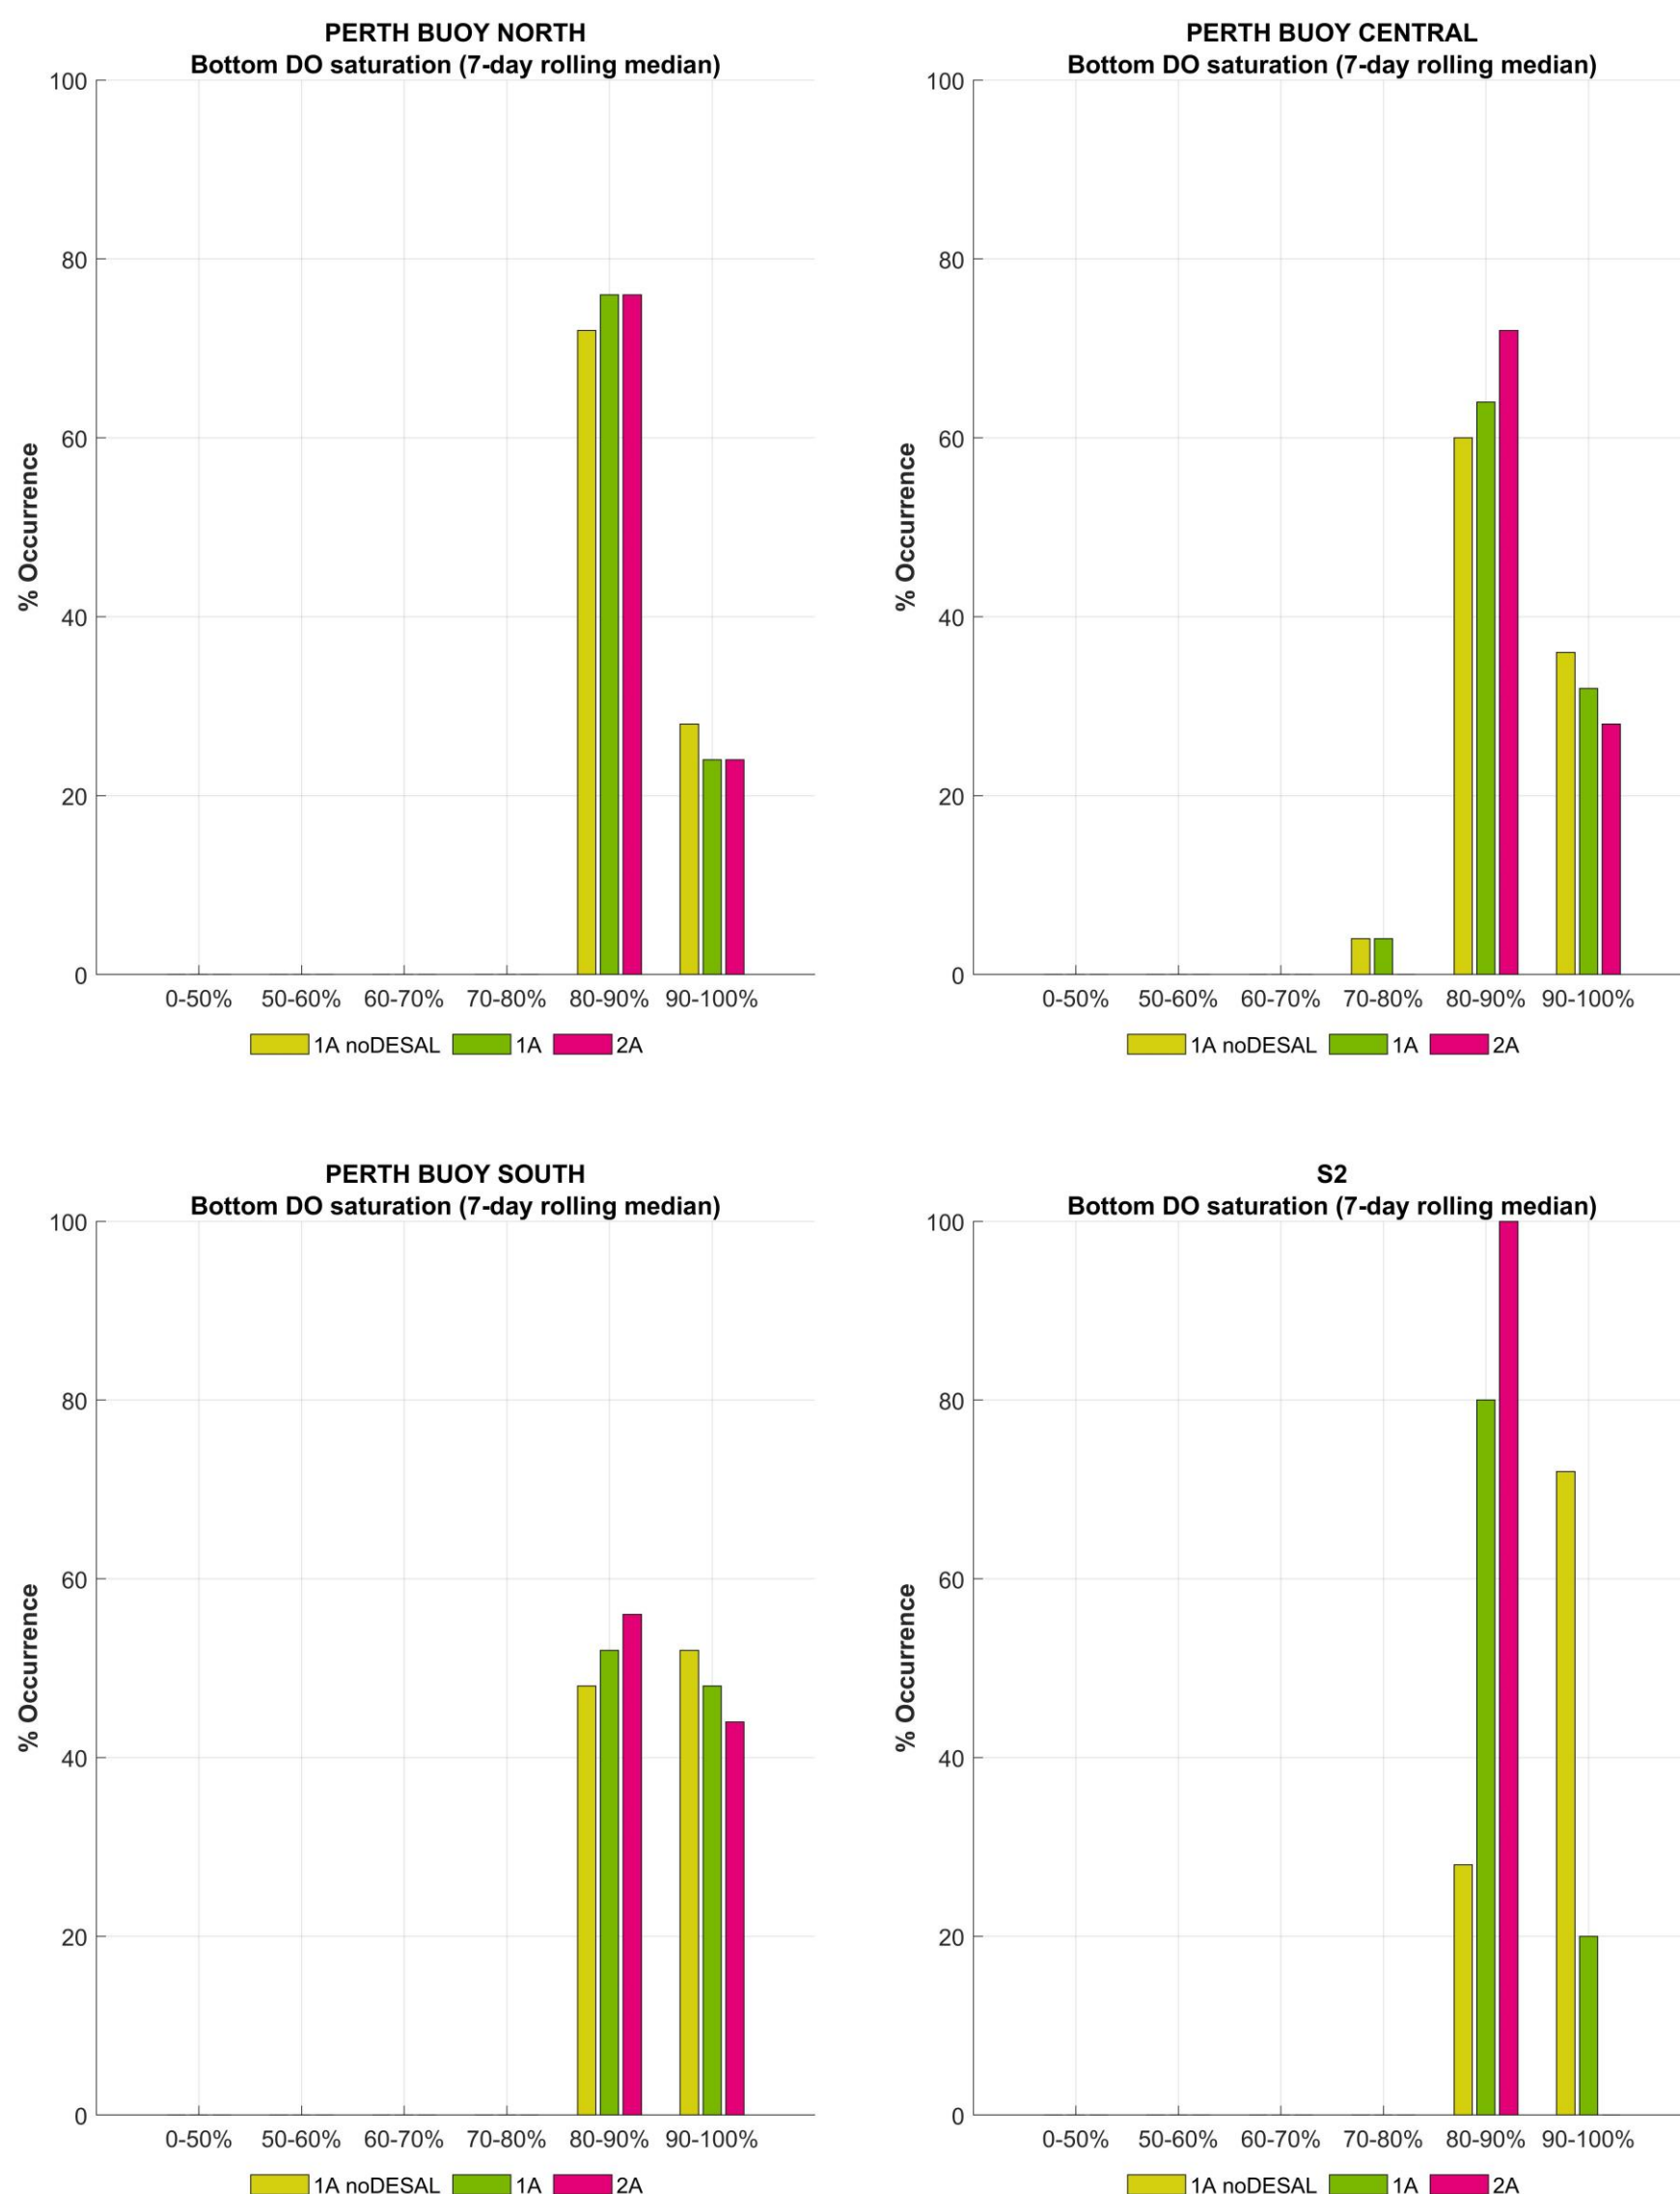 PERTH BUOY NORTH
Bottom DO saturation (7-day rolling median)
100
80
60
40
20
0
% Occurrence
0-50% 50-60% 60-70% 70-80% 80-90% 90-100%
1A noDESAL 1A 2A
PERTH BUOY CENTRAL
Bottom DO saturation (7-day rolling median)
100
80
60
40
20
0
% Occurrence
0-50% 50-60% 60-70% 70-80% 80-90% 90-100%
1A noDESAL 1A 2A
PERTH BUOY SOUTH
Bottom DO saturation (7-day rolling median)
100
80
60
40
20
0
% Occurrence
0-50% 50-60% 60-70% 70-80% 80-90% 90-100%
1A noDESAL 1A 2A
S2
Bottom DO saturation (7-day rolling median)
100
80
60
40
20
0
% Occurrence
0-50% 50-60% 60-70% 70-80% 80-90% 90-100%
1A noDESAL 1A 2A